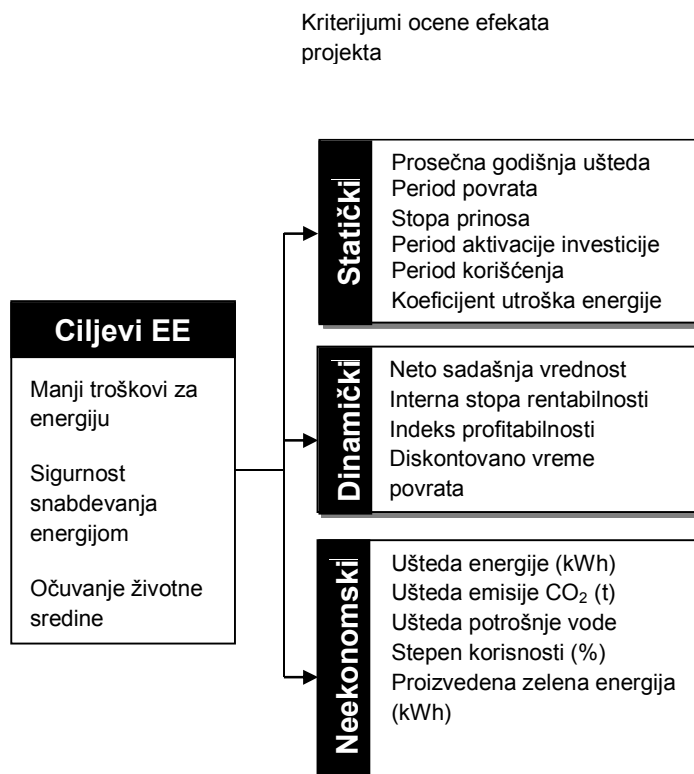 Kriterijumi ocene efekata
projekta
Statički
Prosečna godišnja ušteda
Period povrata
Stopa prinosa
Period aktivacije investicije
Period korišćenja
Koeficijent utroška energije
Ciljevi EE
Manji troškovi za
energiju
Sigurnost
snabdevanja
energijom
Očuvanje životne
sredine
Dinamički
Neto sadašnja vrednost
Interna stopa rentabilnosti
Indeks profitabilnosti
Diskontovano vreme
povrata
Neekonomski
Ušteda energije (kWh)
Ušteda emisije CO₂ (t)
Ušteda potrošnje vode
Stepen korisnosti (%)
Proizvedena zelena energija
(kWh)